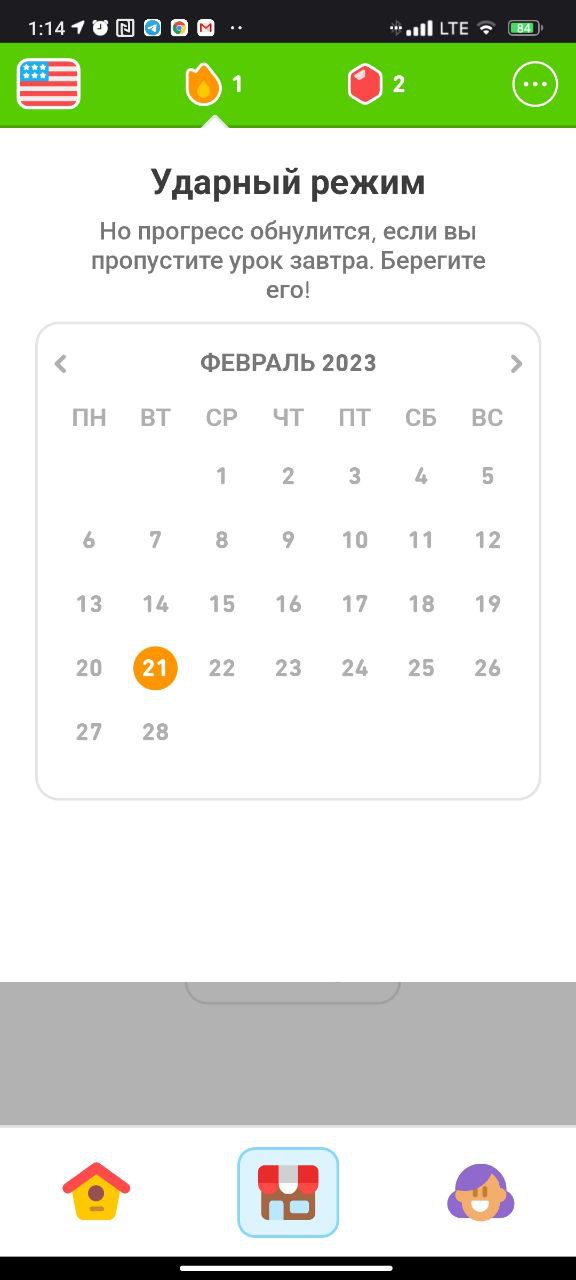 1:14 LTE 84
1 2
Ударный режим
Но прогресс обнулится, если вы
пропустите урок завтра. Берегите
его!
ФЕВРАЛЬ 2023
ПН ВТ СР ЧТ ПТ СБ ВС
1 2 3 4 5
6 7 8 9 10 11 12
13 14 15 16 17 18 19
20 21 22 23 24 25 26
27 28